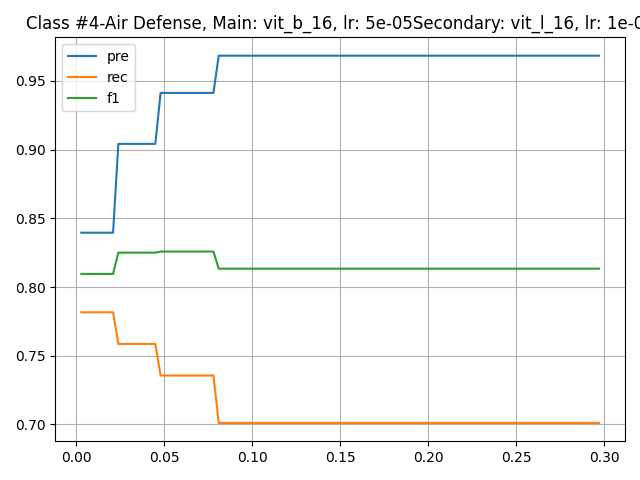 Class #4-Air Defense, Main: vit_b_16, lr: 5e-05Secondary: vit_l_16, lr: 1e-0
pre
rec
f1
0.95
0.90
0.85
0.80
0.75
0.70
0.00 0.05 0.10 0.15 0.20 0.25 0.30